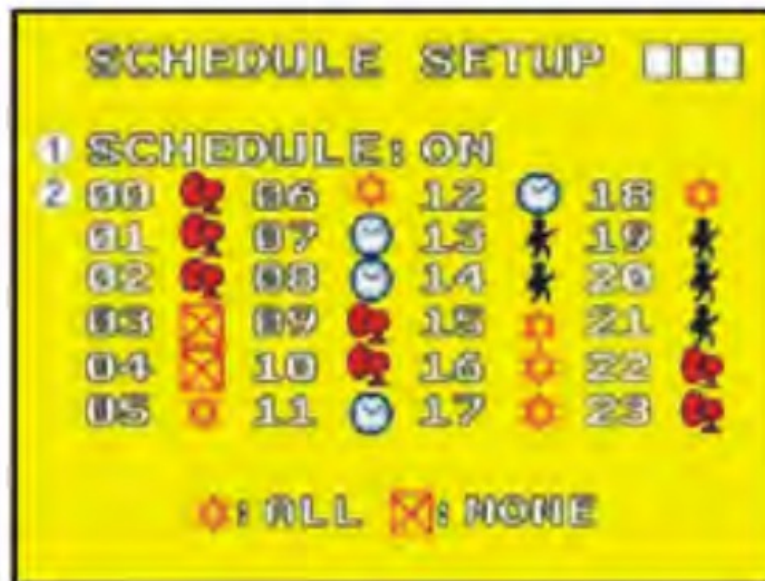 SCHEDULE SETUP
1 SCHEDULE: ON
2 00 06 12 18
01 07 13 19
02 08 14 20
03 09 15 21
04 10 16 22
05 11 17 23
: ALL : NONE